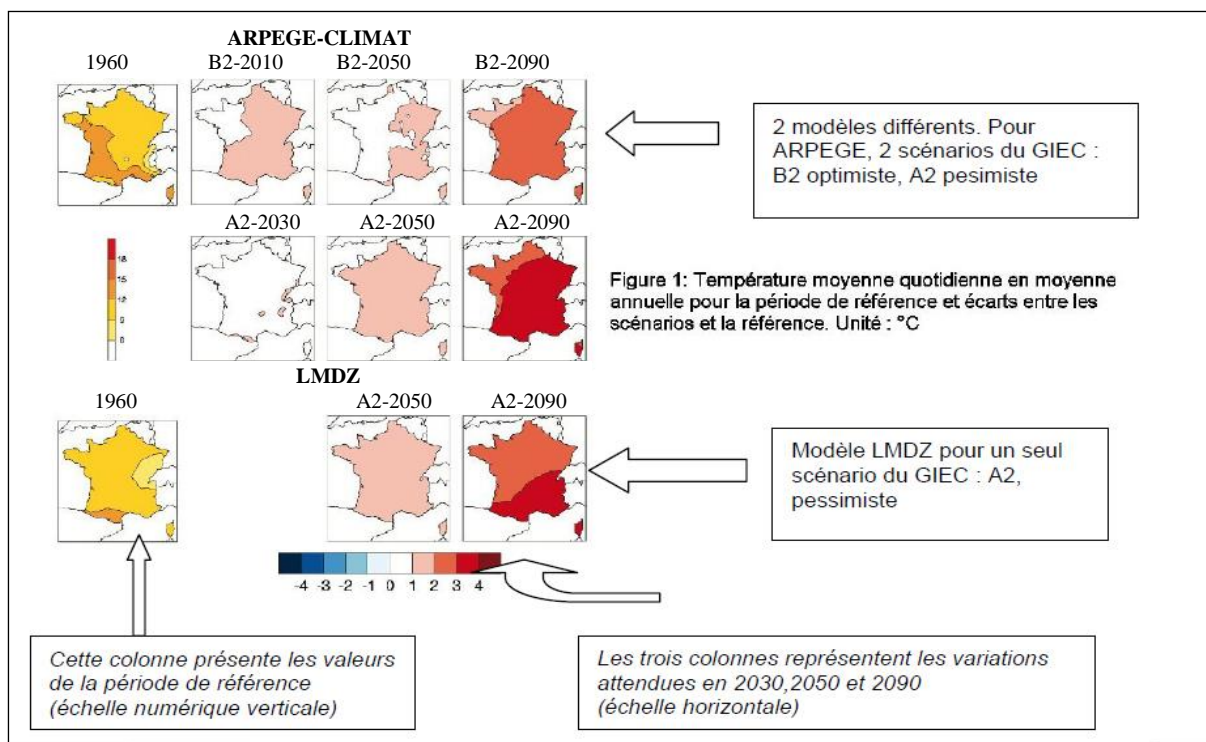 ARPEGE-CLIMAT
1960 B2-2010 B2-2050 B2-2090
2 modèles différents. Pour
ARPEGE, 2 scénarios du GIEC :
B2 optimiste, A2 pesimiste
A2-2030 A2-2050 A2-2090
18
15
12
Figure 1: Température moyenne quotidienne en moyenne
annuelle pour la période de référence et écarts entre les
scénarios et la référence. Unité : °C
LMDZ
1960 A2-2050 A2-2090
Modèle LMDZ pour un seul
scénario du GIEC : A2,
pessimiste
-4 -3 -2 -1 0 1 2 3 4
Cette colonne présente les valeurs
de la période de référence
(échelle numérique verticale)
Les trois colonnes représentent les variations
attendues en 2030,2050 et 2090
(échelle horizontale)